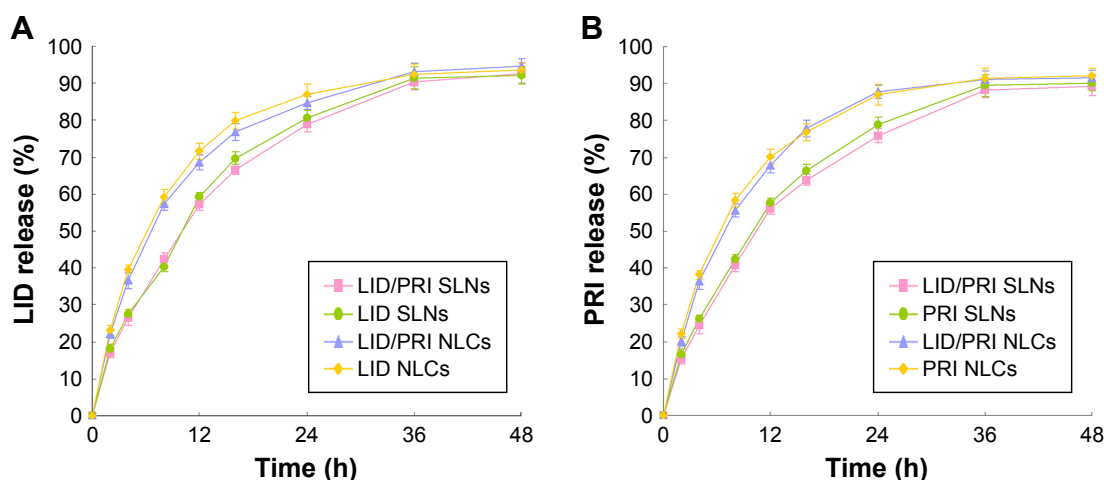 A
LID release (%)
100
90
80
70
60
50
40
30
20
10
0
0 12 24 36 48
Time (h)
LID/PRI SLNs
LID SLNs
LID/PRI NLCs
LID NLCs
B
PRI release (%)
100
90
80
70
60
50
40
30
20
10
0
0 12 24 36 48
Time (h)
LID/PRI SLNs
PRI SLNs
LID/PRI NLCs
PRI NLCs